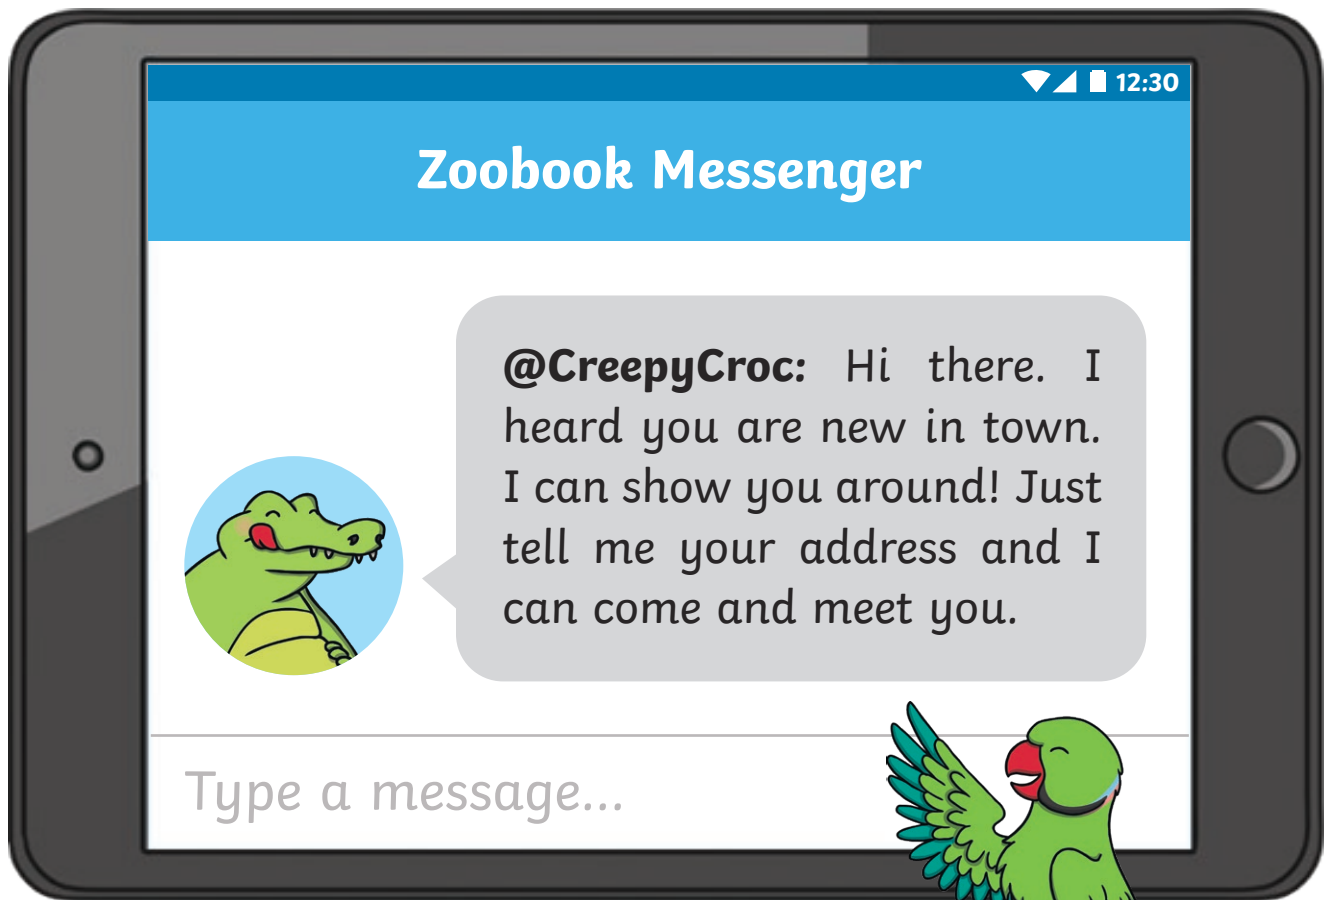 12:30
Zoobook Messenger
@CreepyCroc: Hi there. I
heard you are new in town.
I can show you around! Just
tell me your address and I
can come and meet you.
Type a message...